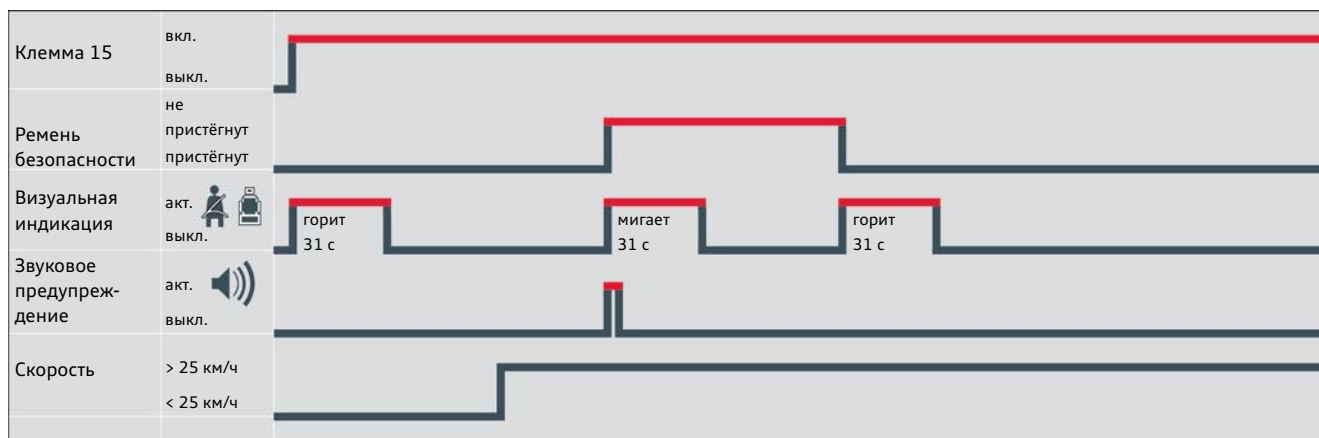 Клемма 15
вкл.
выкл.
Ремень
безопасности
не
пристёгнут
пристёгнут
Визуальная
индикация
акт.
выкл.
горит
31 с
мигает
31 с
горит
31 с
Звуковое
предупреж-
дение
акт.
выкл.
Скорость
> 25 км/ч
< 25 км/ч